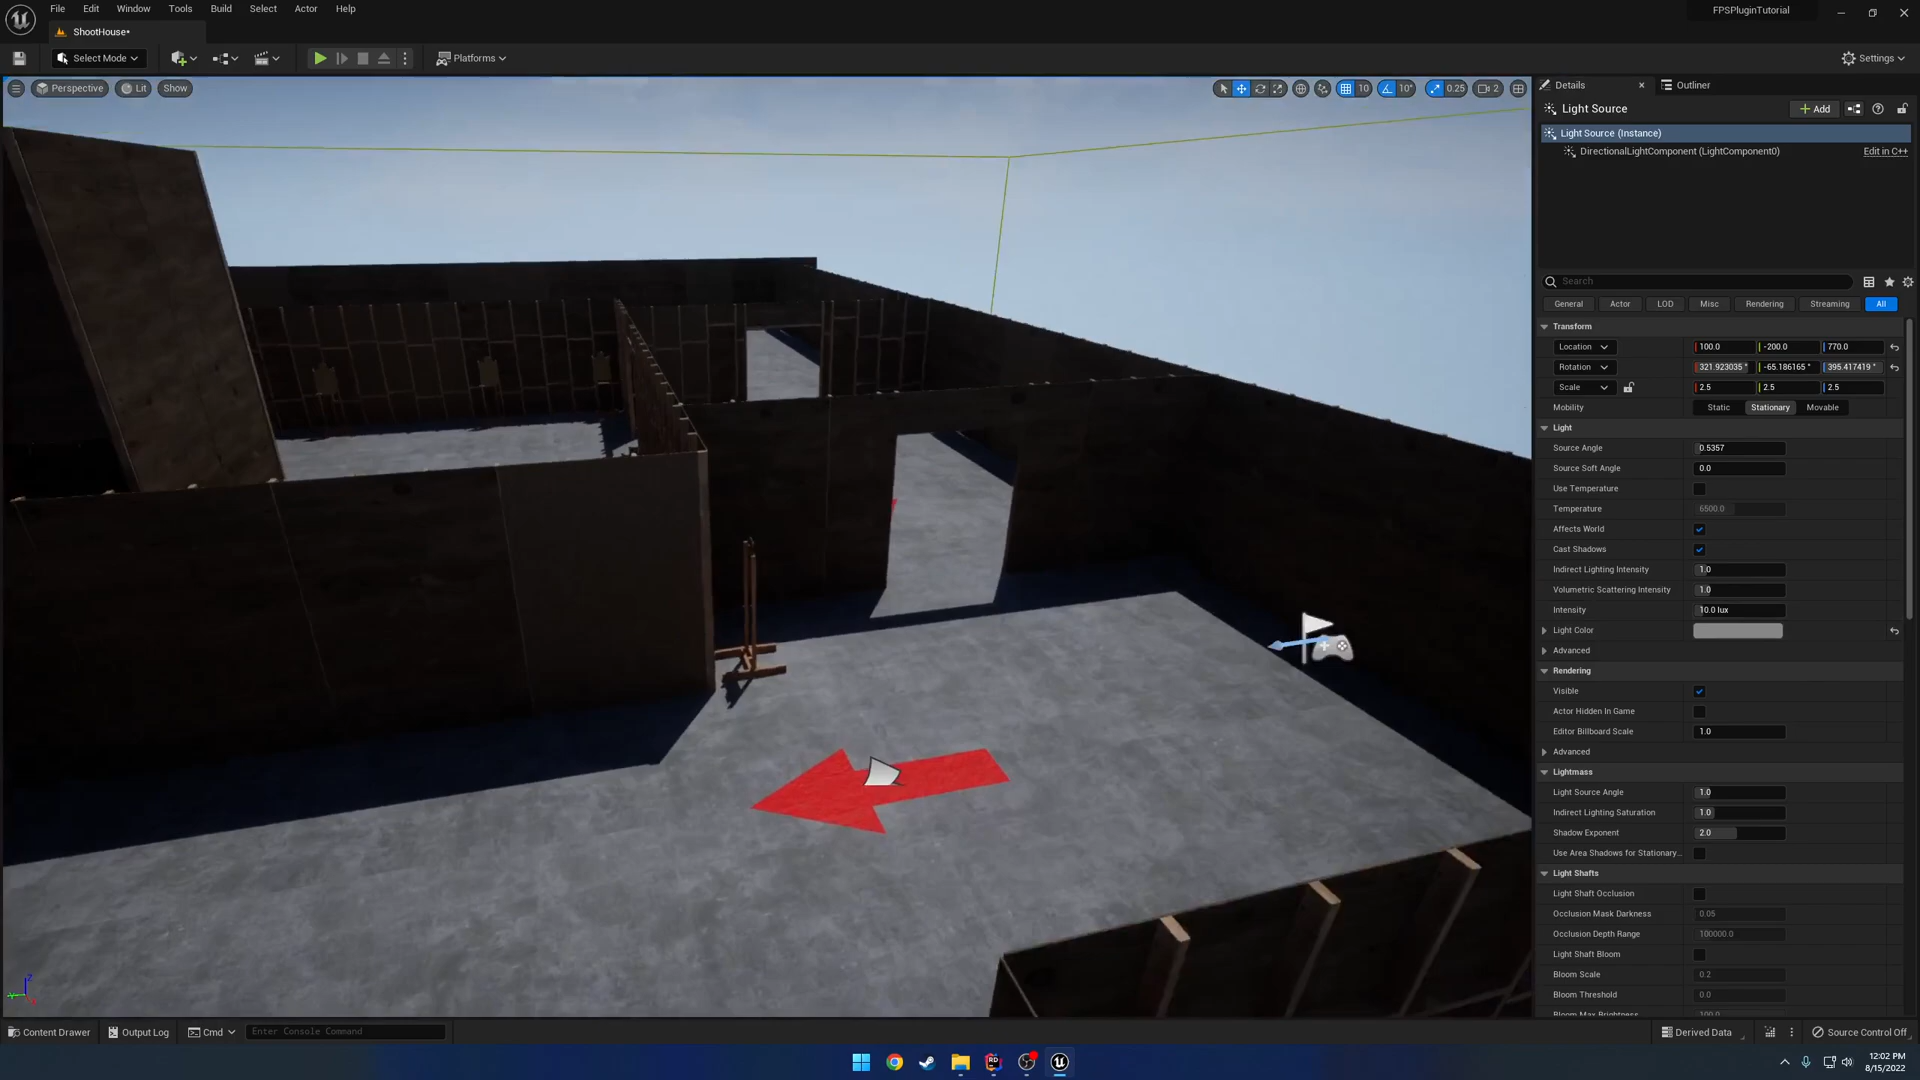 File Edit Window Tools Build Select Actor Help FPSPluginTutorial
ShootHouse*
Select Mode Platforms Settings
Perspective Lit Show 10 10° 0.25 2
Details Outliner
Light Source Add
Light Source (Instance)
DirectionalLightComponent (LightComponent0) Edit in C++
Search
General Actor LOD Misc Rendering Streaming All
Transform
Location 100.0 -200.0 770.0
Rotation 321.923035 ° -65.186165 ° 395.417419 °
Scale 2.5 2.5 2.5
Mobility Static Stationary Movable
Light
Source Angle 0.5357
Source Soft Angle 0.0
Use Temperature
Temperature 6500.0
Affects World
Cast Shadows
Indirect Lighting Intensity 1.0
Volumetric Scattering Intensity 1.0
Intensity 10.0 lux
Light Color
Advanced
Rendering
Visible
Actor Hidden In Game
Editor Billboard Scale 1.0
Advanced
Lightmass
Light Source Angle 1.0
Indirect Lighting Saturation 1.0
Shadow Exponent 2.0
Use Area Shadows for Stationary...
Light Shafts
Light Shaft Occlusion
Occlusion Mask Darkness 0.05
Occlusion Depth Range 100000.0
Light Shaft Bloom
Bloom Scale 0.2
Bloom Threshold 0.0
Bloom Max Brightness 100.0
Z
Content Drawer Output Log Cmd Enter Console Command Derived Data Source Control Off
RD
12:02 PM
8/15/2022